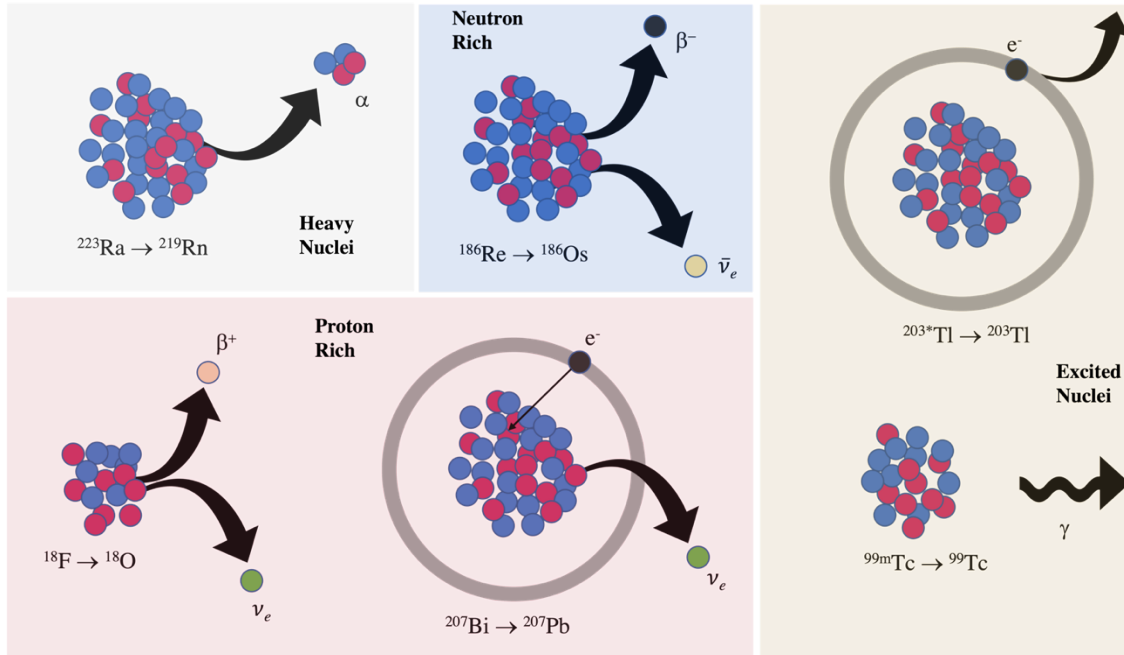 α
Heavy
Nuclei
²²³Ra → ²¹⁹Rn
Neutron
Rich
β⁻
¹⁸⁶Re → ¹⁸⁶Os
ν̄ₑ
e⁻
²⁰³*Tl → ²⁰³Tl
Excited
Nuclei
γ
⁹⁹ᵐTc → ⁹⁹Tc
Proton
Rich
β⁺
¹⁸F → ¹⁸O
νₑ
e⁻
²⁰⁷Bi → ²⁰⁷Pb
νₑ